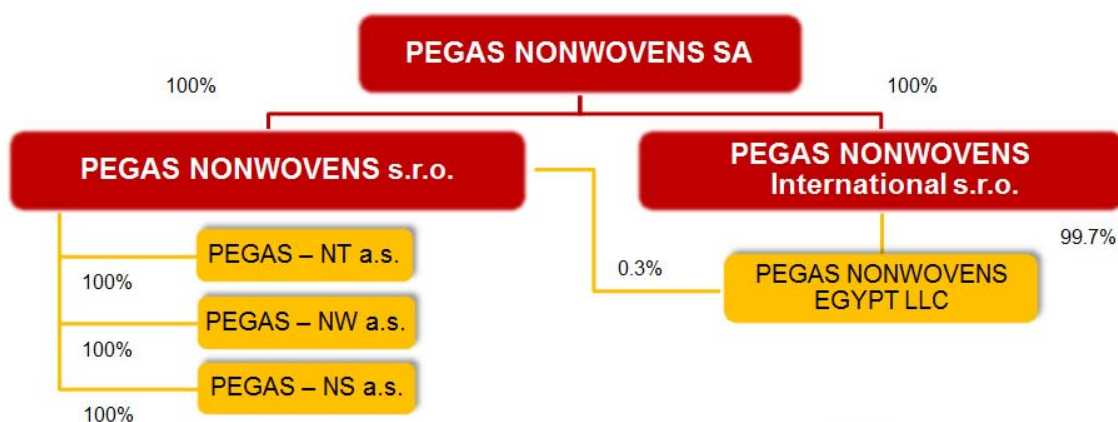 PEGAS NONWOVENS SA
100%
100%
PEGAS NONWOVENS s.r.o.
PEGAS NONWOVENS
International s.r.o.
99.7%
PEGAS – NT a.s.
100%
0.3%
PEGAS NONWOVENS
EGYPT LLC
PEGAS – NW a.s.
100%
PEGAS – NS a.s.
100%